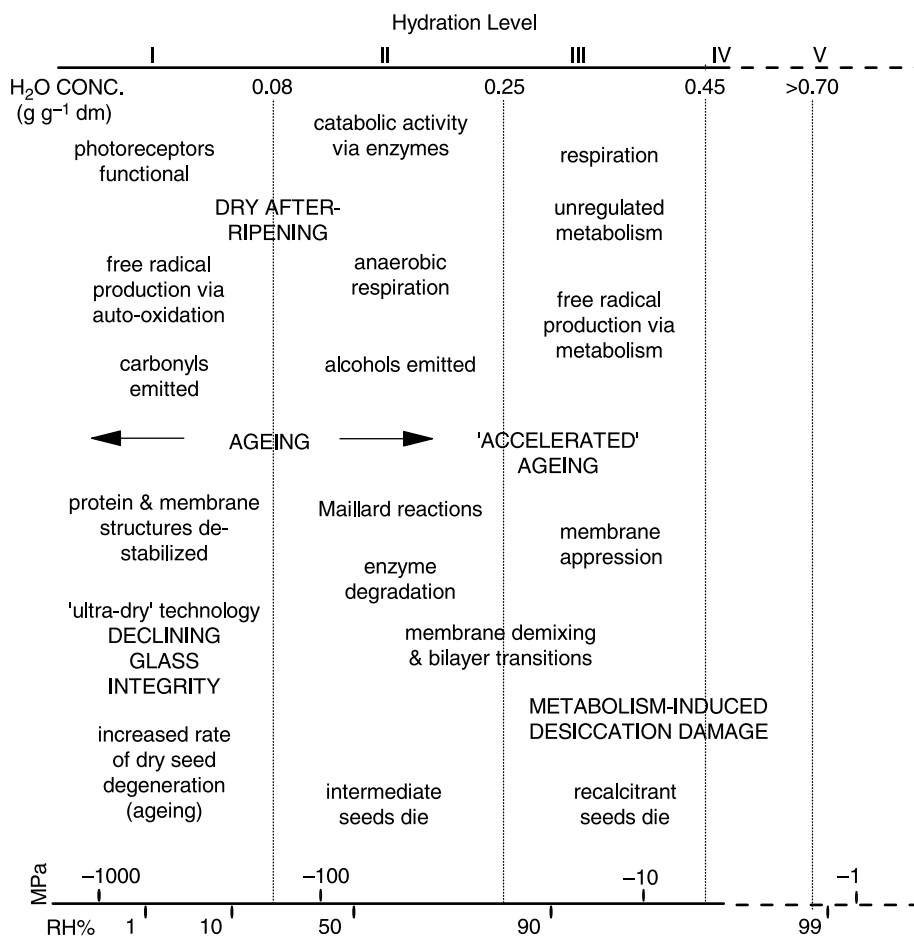 Hydration Level
I II III IV V
H₂O CONC. 0.08 0.25 0.45 >0.70
(g g⁻¹ dm)
photoreceptors
functional
catabolic activity
via enzymes
respiration
DRY AFTER-
RIPENING
unregulated
metabolism
free radical
production via
auto-oxidation
anaerobic
respiration
free radical
production via
metabolism
carbonyls
emitted
alcohols emitted
AGEING
'ACCELERATED'
AGEING
protein & membrane
structures de-
stabilized
Maillard reactions
membrane
appression
enzyme
degradation
'ultra-dry' technology
DECLINING
GLASS
INTEGRITY
membrane demixing
& bilayer transitions
METABOLISM-INDUCED
DESICCATION DAMAGE
increased rate
of dry seed
degeneration
(ageing)
intermediate
seeds die
recalcitrant
seeds die
MPa –1000 –100 –10 –1
RH% 1 10 50 90 99